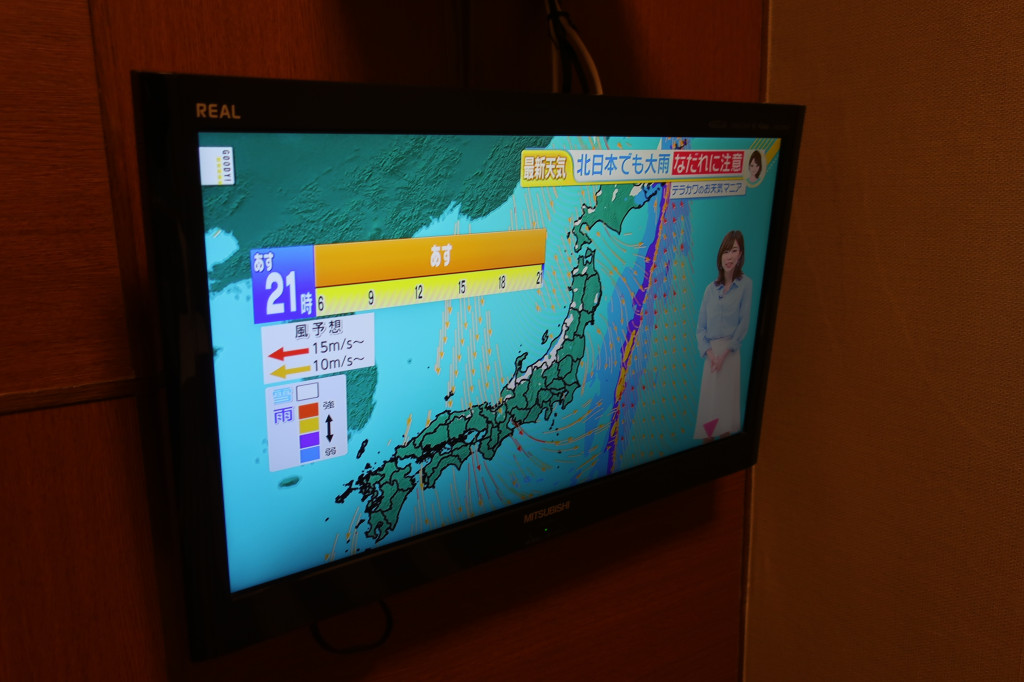 REAL
GOODY!
最新天気
北日本でも大雨 なだれに注意
テラカワのお天気マニア
あす
21時
あす
6 9 12 15 18 21
風予想
15m/s~
10m/s~
雪
雨
強
弱
MITSUBISHI